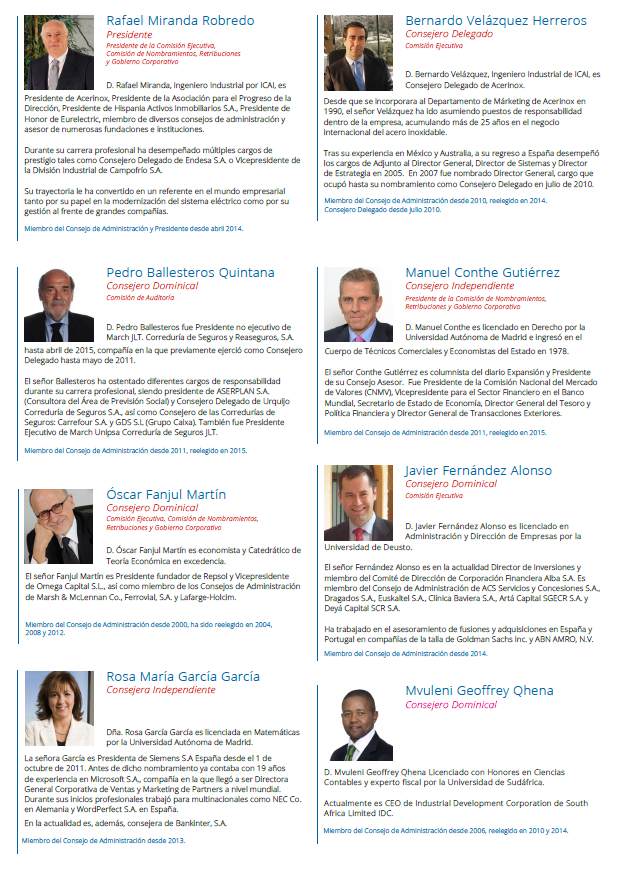 Rafael Miranda Robredo
Presidente
Presidente de la Comisión Ejecutiva,
Comisión de Nombramientos, Retribuciones
y Gobierno Corporativo
D. Rafael Miranda, Ingeniero Industrial por ICAI, es
Presidente de Acerinox, Presidente de la Asociación para el Progreso de la
Dirección, Presidente de Hispania Activos Inmobiliarios S.A., Presidente de
Honor de Eurelectric, miembro de diversos consejos de administración y
asesor de numerosas fundaciones e instituciones.
Durante su carrera profesional ha desempeñado múltiples cargos de
prestigio tales como Consejero Delegado de Endesa S.A. o Vicepresidente de
la División Industrial de Campofrío S.A.
Su trayectoria le ha convertido en un referente en el mundo empresarial
tanto por su papel en la modernización del sistema eléctrico como por su
gestión al frente de grandes compañías.
Miembro del Consejo de Administración y Presidente desde abril 2014.
Bernardo Velázquez Herreros
Consejero Delegado
Comisión Ejecutiva
D. Bernardo Velázquez, ingeniero Industrial de ICAI, es
Consejero Delegado de Acerinox.
Desde que se incorporara al Departamento de Márketing de Acerinox en
1990, el señor Velázquez ha ido asumiendo puestos de responsabilidad
dentro de la empresa, acumulando más de 25 años en el negocio
internacional del acero inoxidable.
Tras su experiencia en México y Australia, a su regreso a España desempeñó
los cargos de Adjunto al Director General, Director de Sistemas y Director
de Estrategia en 2005. En 2007 fue nombrado Director General, cargo que
ocupó hasta su nombramiento como Consejero Delegado en julio de 2010.
Miembro del Consejo de Administración desde 2010, reelegido en 2014.
Consejero Delegado desde julio 2010.
Pedro Ballesteros Quintana
Consejero Dominical
Comisión de Auditoría
D. Pedro Ballesteros fue Presidente no ejecutivo de
March JLT. Correduría de Seguros y Reaseguros, S.A.
hasta abril de 2015, compañía en la que previamente ejerció como Consejero
Delegado hasta mayo de 2011.
El señor Ballesteros ha ostentado diferentes cargos de responsabilidad
durante su carrera profesional, siendo presidente de ASERPLAN S.A.
(Consultora del Área de Previsión Social) y Consejero Delegado de Urquijo
Correduría de Seguros S.A., así como Consejero de las Corredurías de
Seguros: Carrefour S.A. y GDS S.L (Grupo Caixa). También fue Presidente
Ejecutivo de March Unipsa Correduría de Seguros JLT.
Miembro del Consejo de Administración desde 2011, reelegido en 2015.
Manuel Conthe Gutiérrez
Consejero Independiente
Presidente de la Comisión de Nombramientos,
Retribuciones y Gobierno Corporativo
D. Manuel Conthe es licenciado en Derecho por la
Universidad Autónoma de Madrid e ingresó en el
Cuerpo de Técnicos Comerciales y Economistas del Estado en 1978.
El señor Conthe Gutiérrez es columnista del diario Expansión y Presidente
de su Consejo Asesor. Fue Presidente de la Comisión Nacional del Mercado
de Valores (CNMV), Vicepresidente para el Sector Financiero en el Banco
Mundial, Secretario de Estado de Economía, Director General del Tesoro y
Política Financiera y Director General de Transacciones Exteriores.
Miembro del Consejo de Administración desde 2011, reelegido en 2015.
Óscar Fanjul Martín
Consejero Dominical
Comisión Ejecutiva, Comisión de Nombramientos,
Retribuciones y Gobierno Corporativo
D. Óscar Fanjul Martín es economista y Catedrático de
Teoría Económica en excedencia.
El señor Fanjul Martín es Presidente fundador de Repsol y Vicepresidente
de Omega Capital S.L., así como miembro de los Consejos de Administración
de Marsh & McLennan Co., Ferrovial, S.A. y Lafarge-Holcim.
Miembro del Consejo de Administración desde 2000, ha sido reelegido en 2004,
2008 y 2012.
Javier Fernández Alonso
Consejero Dominical
Comisión Ejecutiva
D. Javier Fernández Alonso es licenciado en
Administración y Dirección de Empresas por la
Universidad de Deusto.
El señor Fernández Alonso es en la actualidad Director de Inversiones y
miembro del Comité de Dirección de Corporación Financiera Alba S.A. Es
miembro del Consejo de Administración de ACS Servicios y Concesiones S.A.,
Dragados S.A., Euskaltel S.A., Clínica Baviera S.A., Artá Capital SGECR S.A. y
Deyá Capital SCR S.A.
Ha trabajado en el asesoramiento de fusiones y adquisiciones en España y
Portugal en compañías de la talla de Goldman Sachs Inc. y ABN AMRO, N.V.
Miembro del Consejo de Administración desde 2014.
Rosa María García García
Consejera Independiente
Dña. Rosa García García es licenciada en Matemáticas
por la Universidad Autónoma de Madrid.
La señora García es Presidenta de Siemens S.A España desde el 1 de
octubre de 2011. Antes de dicho nombramiento ya contaba con 19 años
de experiencia en Microsoft S.A., compañía en la que llegó a ser Directora
General Corporativa de Ventas y Marketing de Partners a nivel mundial.
Durante sus inicios profesionales trabajó para multinacionales como NEC Co.
en Alemania y WordPerfect S.A. en España.
En la actualidad es, además, consejera de Bankinter, S.A.
Miembro del Consejo de Administración desde 2013.
Mvuleni Geoffrey Qhena
Consejero Dominical
D. Mvuleni Geoffrey Qhena Licenciado con Honores en Ciencias
Contables y experto fiscal por la Universidad de Sudáfrica.
Actualmente es CEO de Industrial Development Corporation de South
Africa Limited IDC.
Miembro del Consejo de Administración desde 2006, reelegido en 2010 y 2014.